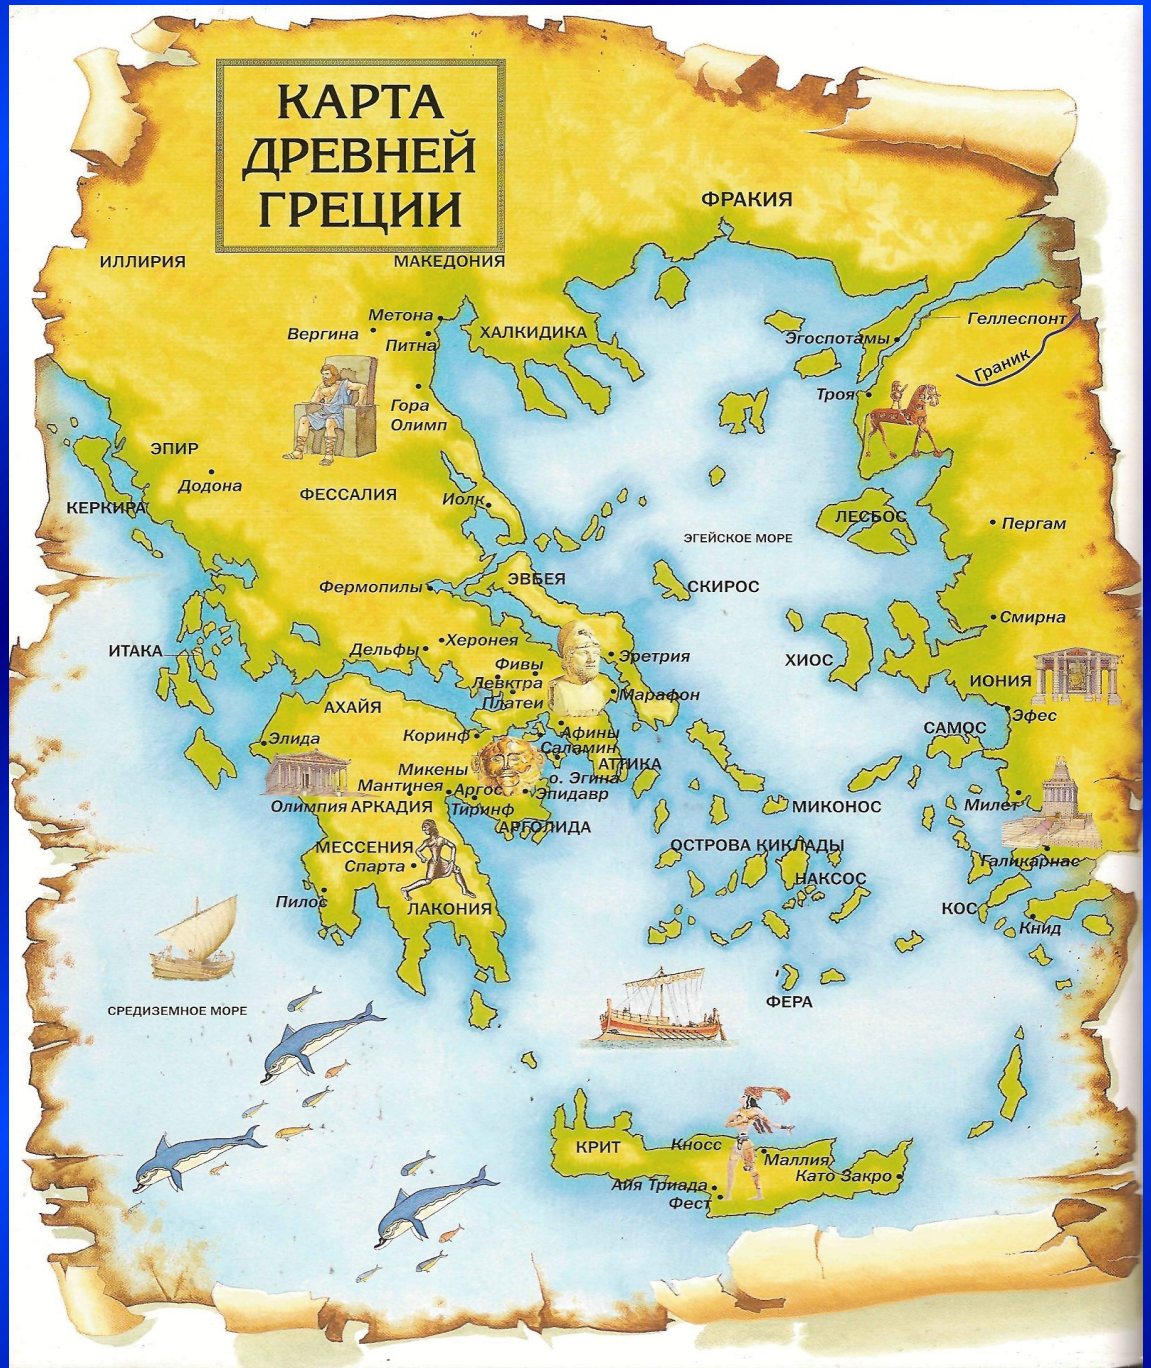 КАРТА
ДРЕВНЕЙ
ГРЕЦИИ
ФРАКИЯ
ИЛЛИРИЯ
МАКЕДОНИЯ
Метона
Вергина
Питна
ХАЛКИДИКА
Геллеспонт
Эгоспотамы
Граник
Троя
Гора
Олимп
ЭПИР
Додона
ФЕССАЛИЯ
Иолк
КЕРКИРА
ЛЕСБОС
Пергам
ЭГЕЙСКОЕ МОРЕ
ЭВБЕЯ
Фермопилы
СКИРОС
Смирна
ИТАКА
Херонея
Дельфы
Эретрия
ХИОС
Фивы
Левктра
Платеи
Марафон
ИОНИЯ
АХАЙЯ
Эфес
Элида
Коринф
Афины
САМОС
Саламин
АТТИКА
Микены
о. Эгина
Мантинея
Аргос
Эпидавр
Олимпия
АРКАДИЯ
Тиринф
МИКОНОС
Милет
АРГОЛИДА
МЕССЕНИЯ
ОСТРОВА КИКЛАДЫ
Спарта
Галикарнас
НАКСОС
Пилос
ЛАКОНИЯ
КОС
Книд
ФЕРА
СРЕДИЗЕМНОЕ МОРЕ
КРИТ
Кносс
Маллия
Като Закро
Айя Триада
Фест